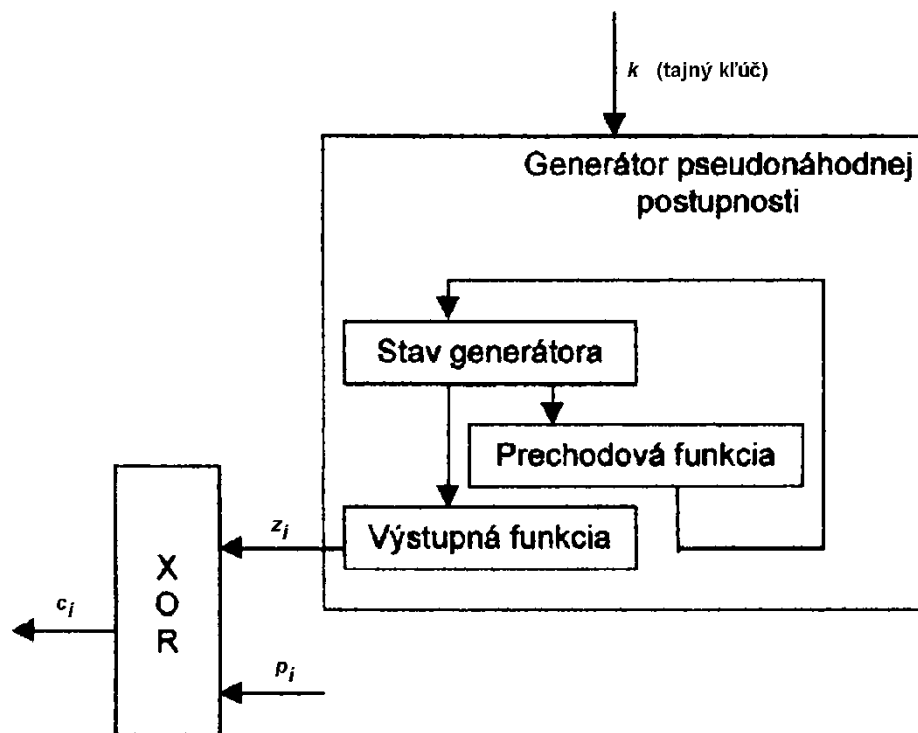 k (tajný kľúč)
Generátor pseudonáhodnej
postupnosti
Stav generátora
Prechodová funkcia
Výstupná funkcia
zi
X
O
R
ci
pi